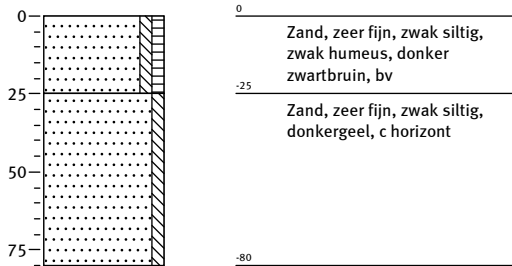 0
25
50
75
0
Zand, zeer fijn, zwak siltig,
zwak humeus, donker
zwartbruin, bv
-25
Zand, zeer fijn, zwak siltig,
donkergeel, c horizont
-80